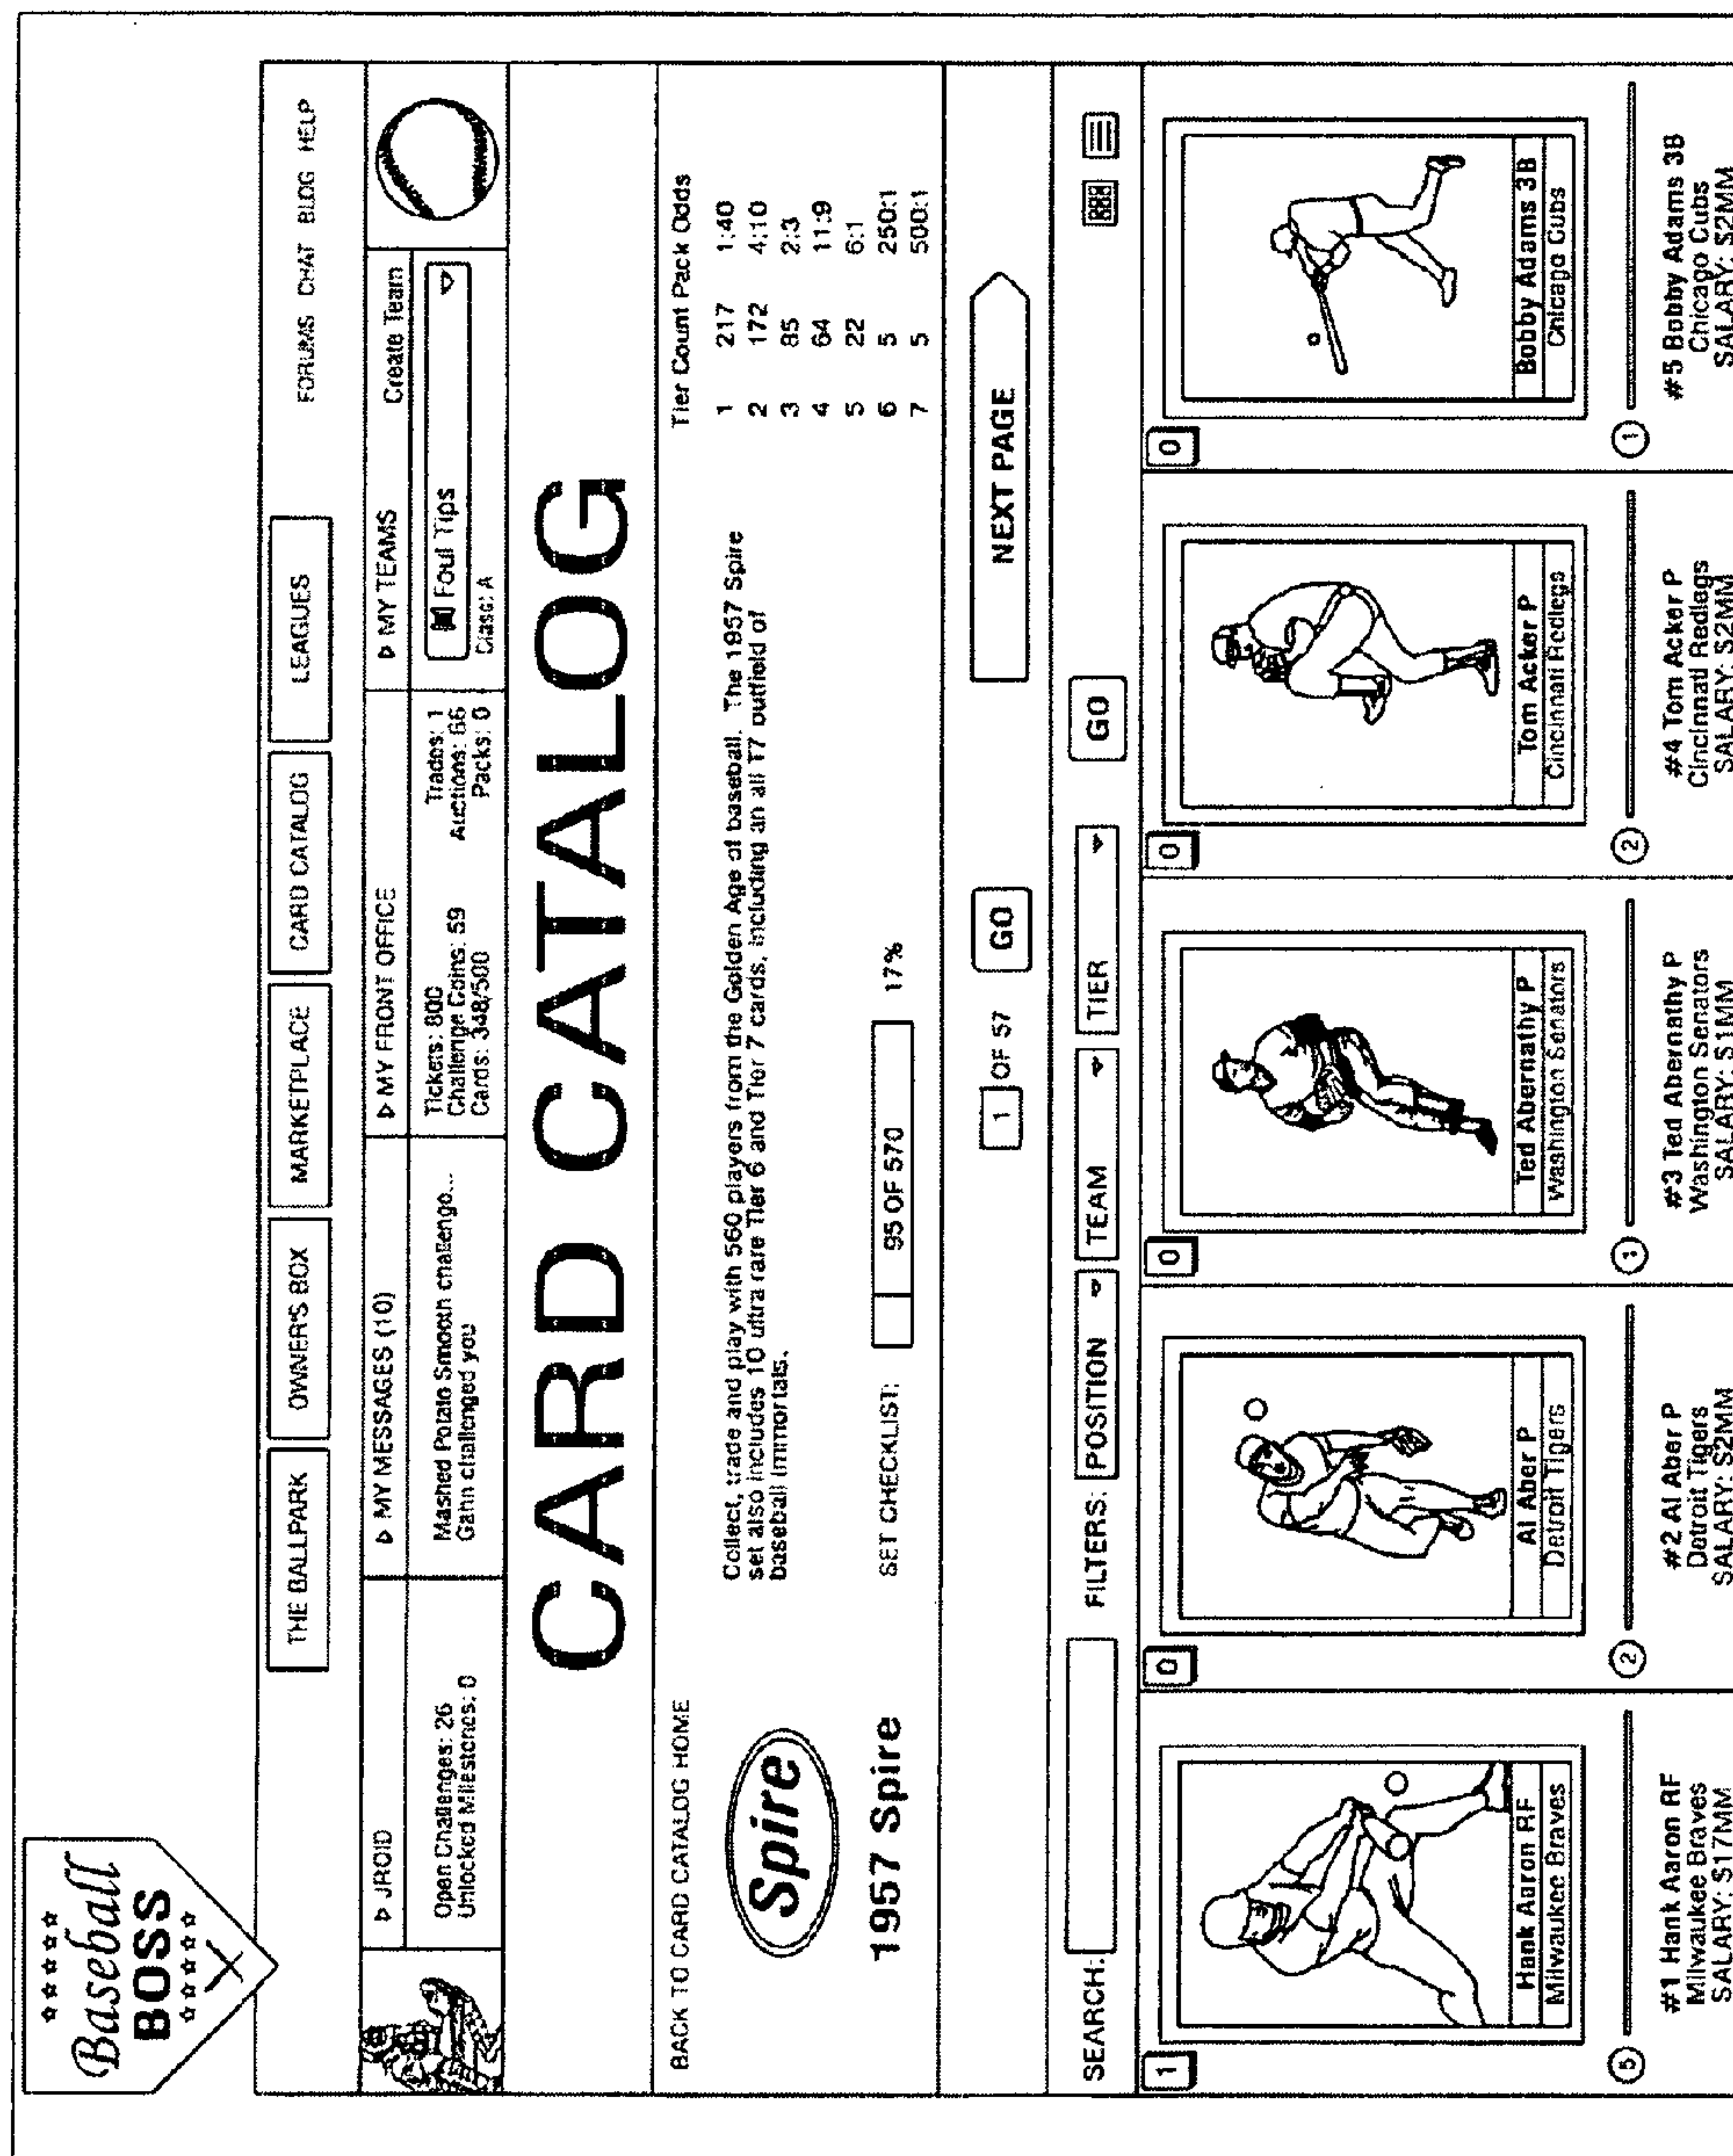 Baseball
BOSS
THE BALLPARK
OWNER'S BOX
MARKETPLACE
CARD CATALOG
LEAGUES
FORUMS CHAT BLOG HELP
JROID
MY MESSAGES (10)
MY FRONT OFFICE
MY TEAMS
Create Team
Open Challenges: 26
Unlocked Milestones: 0
Mashed Potato Smooth challenge...
Gahn challenged you
Tickets: 800
Challenge Coins: 59
Cards: 348/500
Trades: 1
Auctions: 66
Packs: 0
Foul Tips
Class: A
CARD CATALOG
BACK TO CARD CATALOG HOME
Spire
1957 Spire
Collect, trade and play with 560 players from the Golden Age of baseball. The 1957 Spire
set also includes 10 ultra rare Tier 6 and Tier 7 cards, including an all T7 outfield of
baseball immortals.
SET CHECKLIST: 95 OF 570 17%
Tier Count Pack Odds
1 217 1:40
2 172 4:10
3 85 2:3
4 64 11:9
5 22 6:1
6 5 250:1
7 5 500:1
1 OF 57 GO
NEXT PAGE
SEARCH: FILTERS: POSITION TEAM TIER GO
1
Hank Aaron RF
Milwaukee Braves
5
#1 Hank Aaron RF
Milwaukee Braves
SALARY: $17MM
0
Al Aber P
Detroit Tigers
2
#2 Al Aber P
Detroit Tigers
SALARY: $2MM
0
Ted Abernathy P
Washington Senators
1
#3 Ted Abernathy P
Washington Senators
SALARY: $1MM
0
Tom Acker P
Cincinnati Redlegs
2
#4 Tom Acker P
Cincinnati Redlegs
SALARY: $2MM
0
Bobby Adams 3B
Chicago Cubs
1
#5 Bobby Adams 3B
Chicago Cubs
SALARY: $2MM